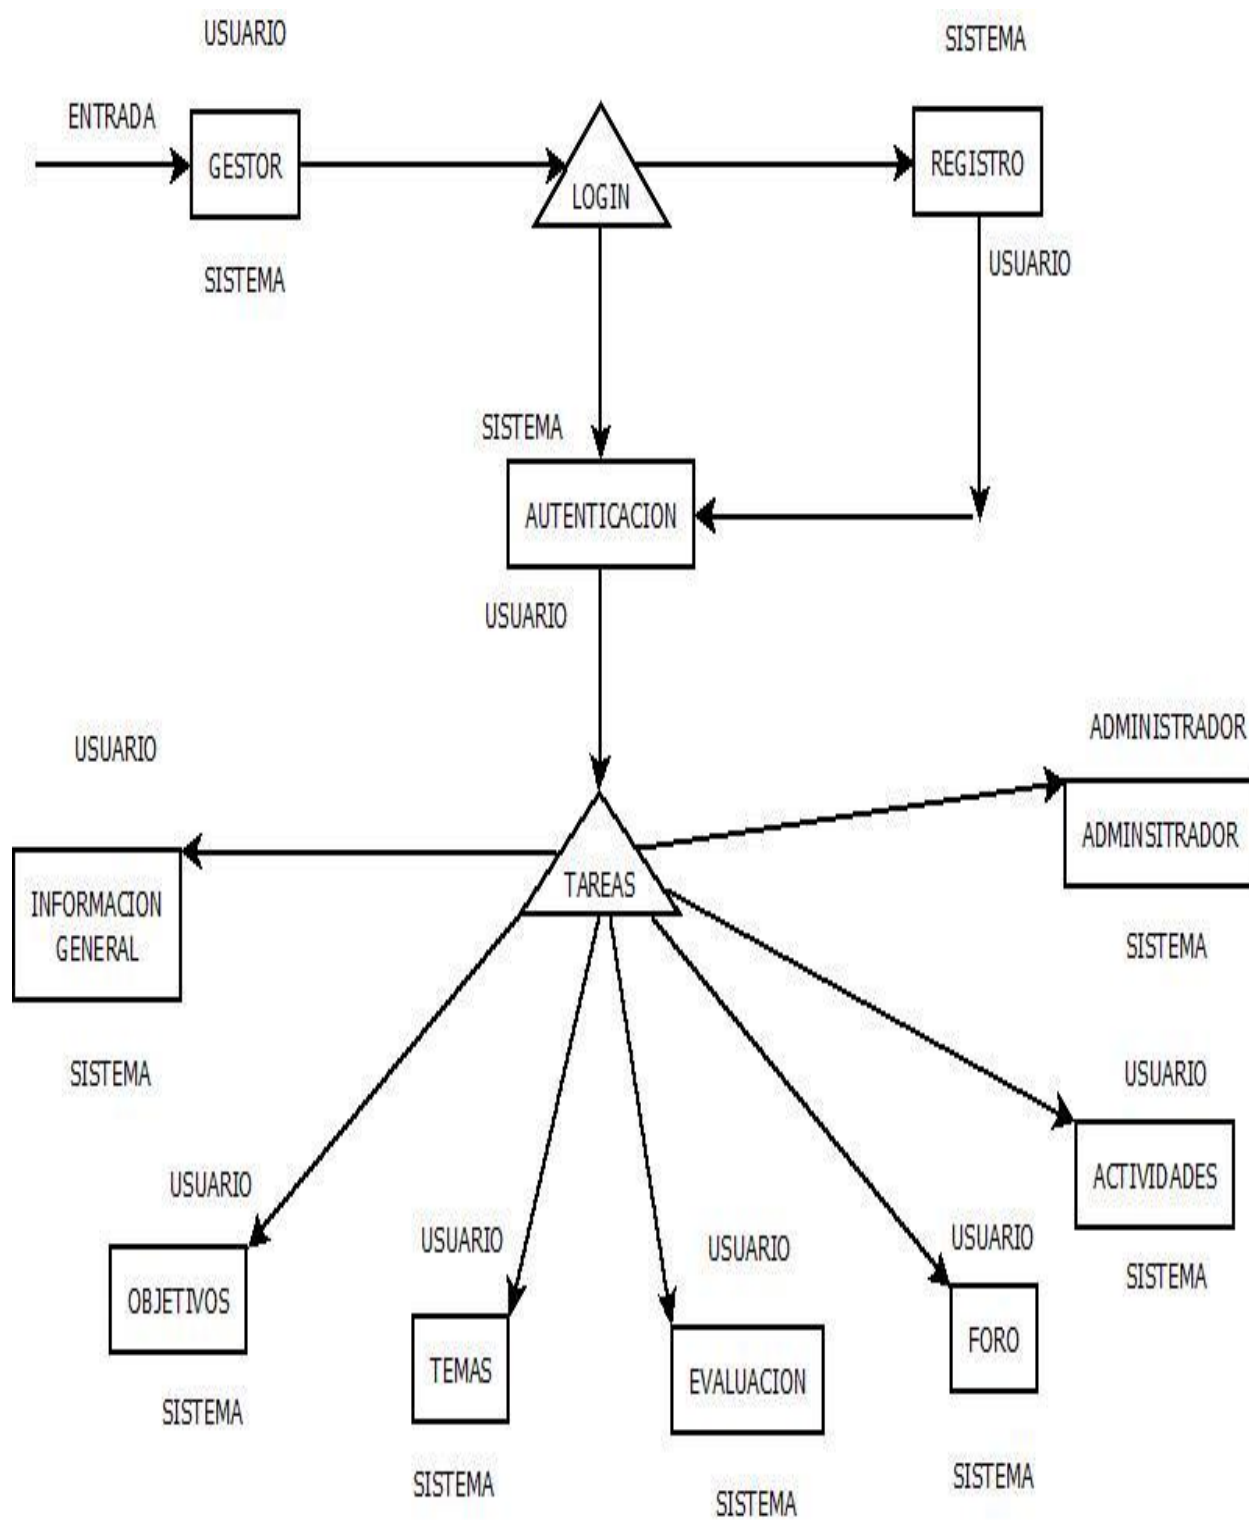 USUARIO
SISTEMA
ENTRADA
GESTOR
LOGIN
REGISTRO
SISTEMA
USUARIO
SISTEMA
AUTENTICACION
USUARIO
ADMINISTRADOR
USUARIO
ADMINSITRADOR
TAREAS
INFORMACION
GENERAL
SISTEMA
SISTEMA
USUARIO
ACTIVIDADES
USUARIO
USUARIO
USUARIO
USUARIO
SISTEMA
OBJETIVOS
FORO
TEMAS
EVALUACION
SISTEMA
SISTEMA
SISTEMA
SISTEMA